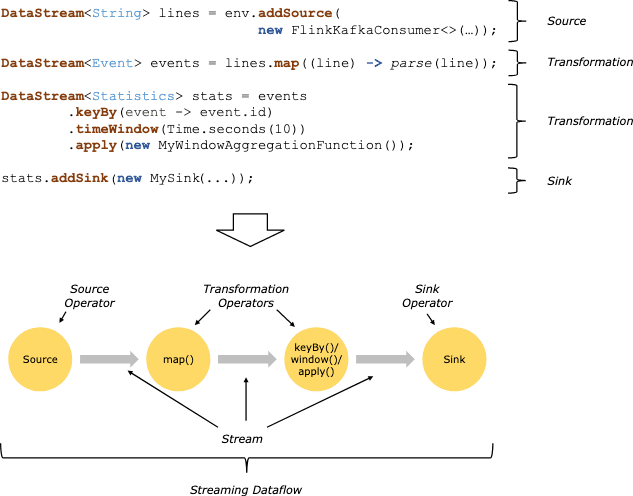 DataStream<String> lines = env.addSource(
new FlinkKafkaConsumer<>(…));
Source
DataStream<Event> events = lines.map((line) -> parse(line));
Transformation
DataStream<Statistics> stats = events
.keyBy(event -> event.id)
.timeWindow(Time.seconds(10))
.apply(new MyWindowAggregationFunction());
Transformation
stats.addSink(new MySink(...));
Sink
Source
Operator
Transformation
Operators
Sink
Operator
Source
map()
keyBy()/
window()/
apply()
Sink
Stream
Streaming Dataflow